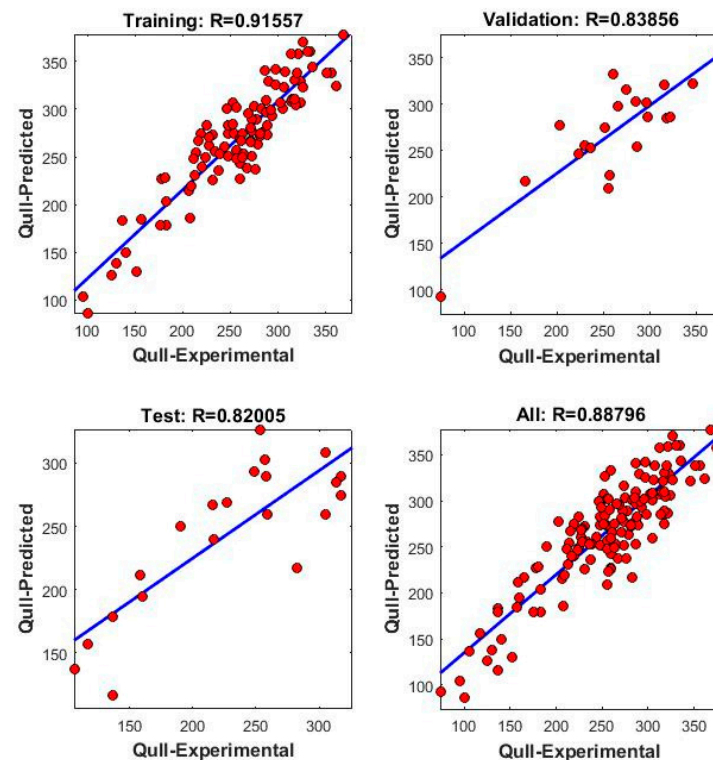 Training: R=0.91557
Qull-Predicted
350
300
250
200
150
100
100 150 200 250 300 350
Qull-Experimental
Validation: R=0.83856
Qull-Predicted
350
300
250
200
150
100
100 150 200 250 300 350
Qull-Experimental
Test: R=0.82005
Qull-Predicted
300
250
200
150
150 200 250 300
Qull-Experimental
All: R=0.88796
Qull-Predicted
350
300
250
200
150
100
100 150 200 250 300 350
Qull-Experimental